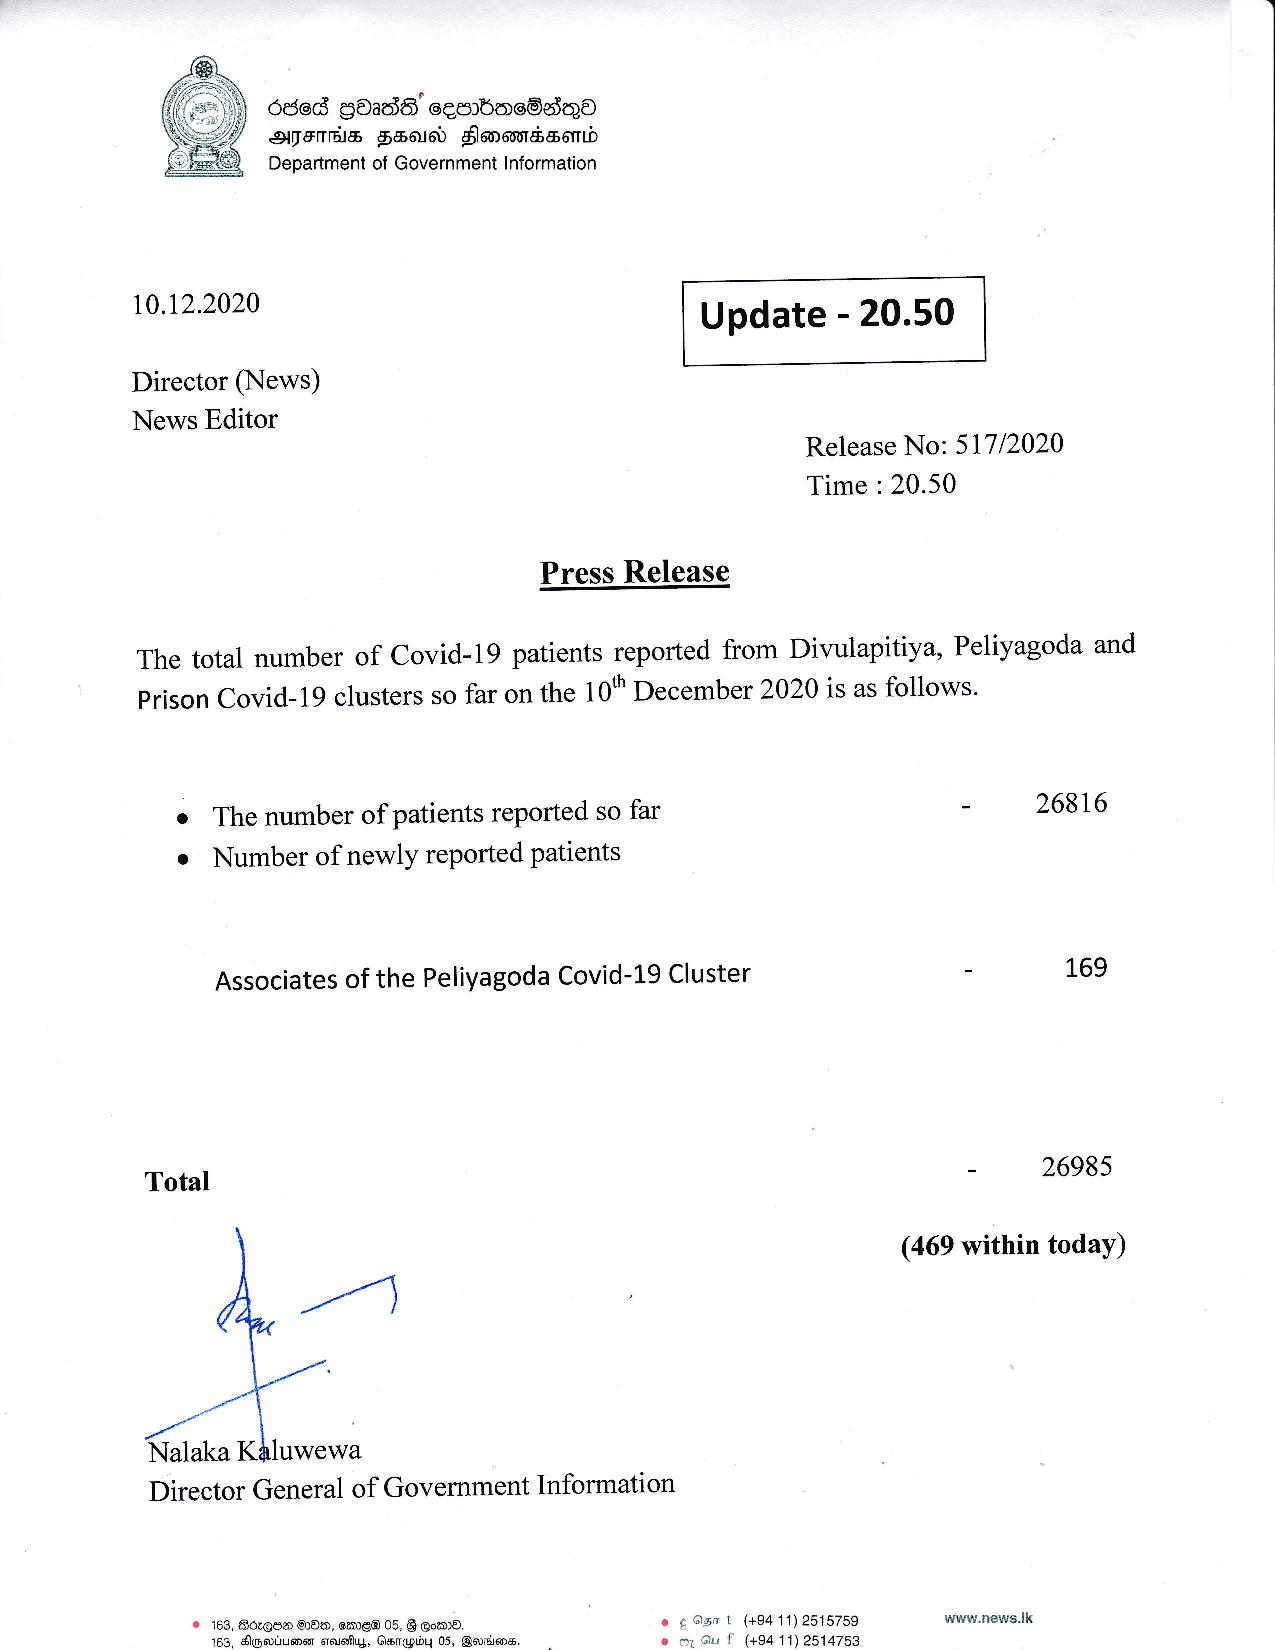 රජයේ ප්‍රවෘත්ති දෙපාර්තමේන්තුව
அரசாங்க தகவல் திணைக்களம்
Department of Government Information
10.12.2020
Update - 20.50
Director (News)
News Editor
Release No: 517/2020
Time : 20.50
Press Release
The total number of Covid-19 patients reported from Divulapitiya, Peliyagoda and
Prison Covid-19 clusters so far on the 10th December 2020 is as follows.
• The number of patients reported so far - 26816
• Number of newly reported patients
Associates of the Peliyagoda Covid-19 Cluster - 169
Total - 26985
(469 within today)
Nalaka Kaluwewa
Director General of Government Information
• 163, කිරුලපන මාවත, කොළඹ 05, ශ්‍රී ලංකාව.
163, கிருலப்பனை எவனியு, கொழும்பு 05, இலங்கை.
• දු தொ t (+94 11) 2515759
• ෆැ பெ f (+94 11) 2514753
www.news.lk